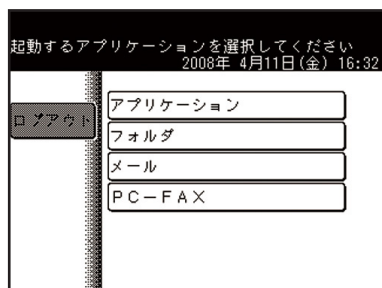 起動するアプリケーションを選択してください
2008年 4月11日(金) 16:32
ログアウト
アプリケーション
フォルダ
メール
PC-FAX